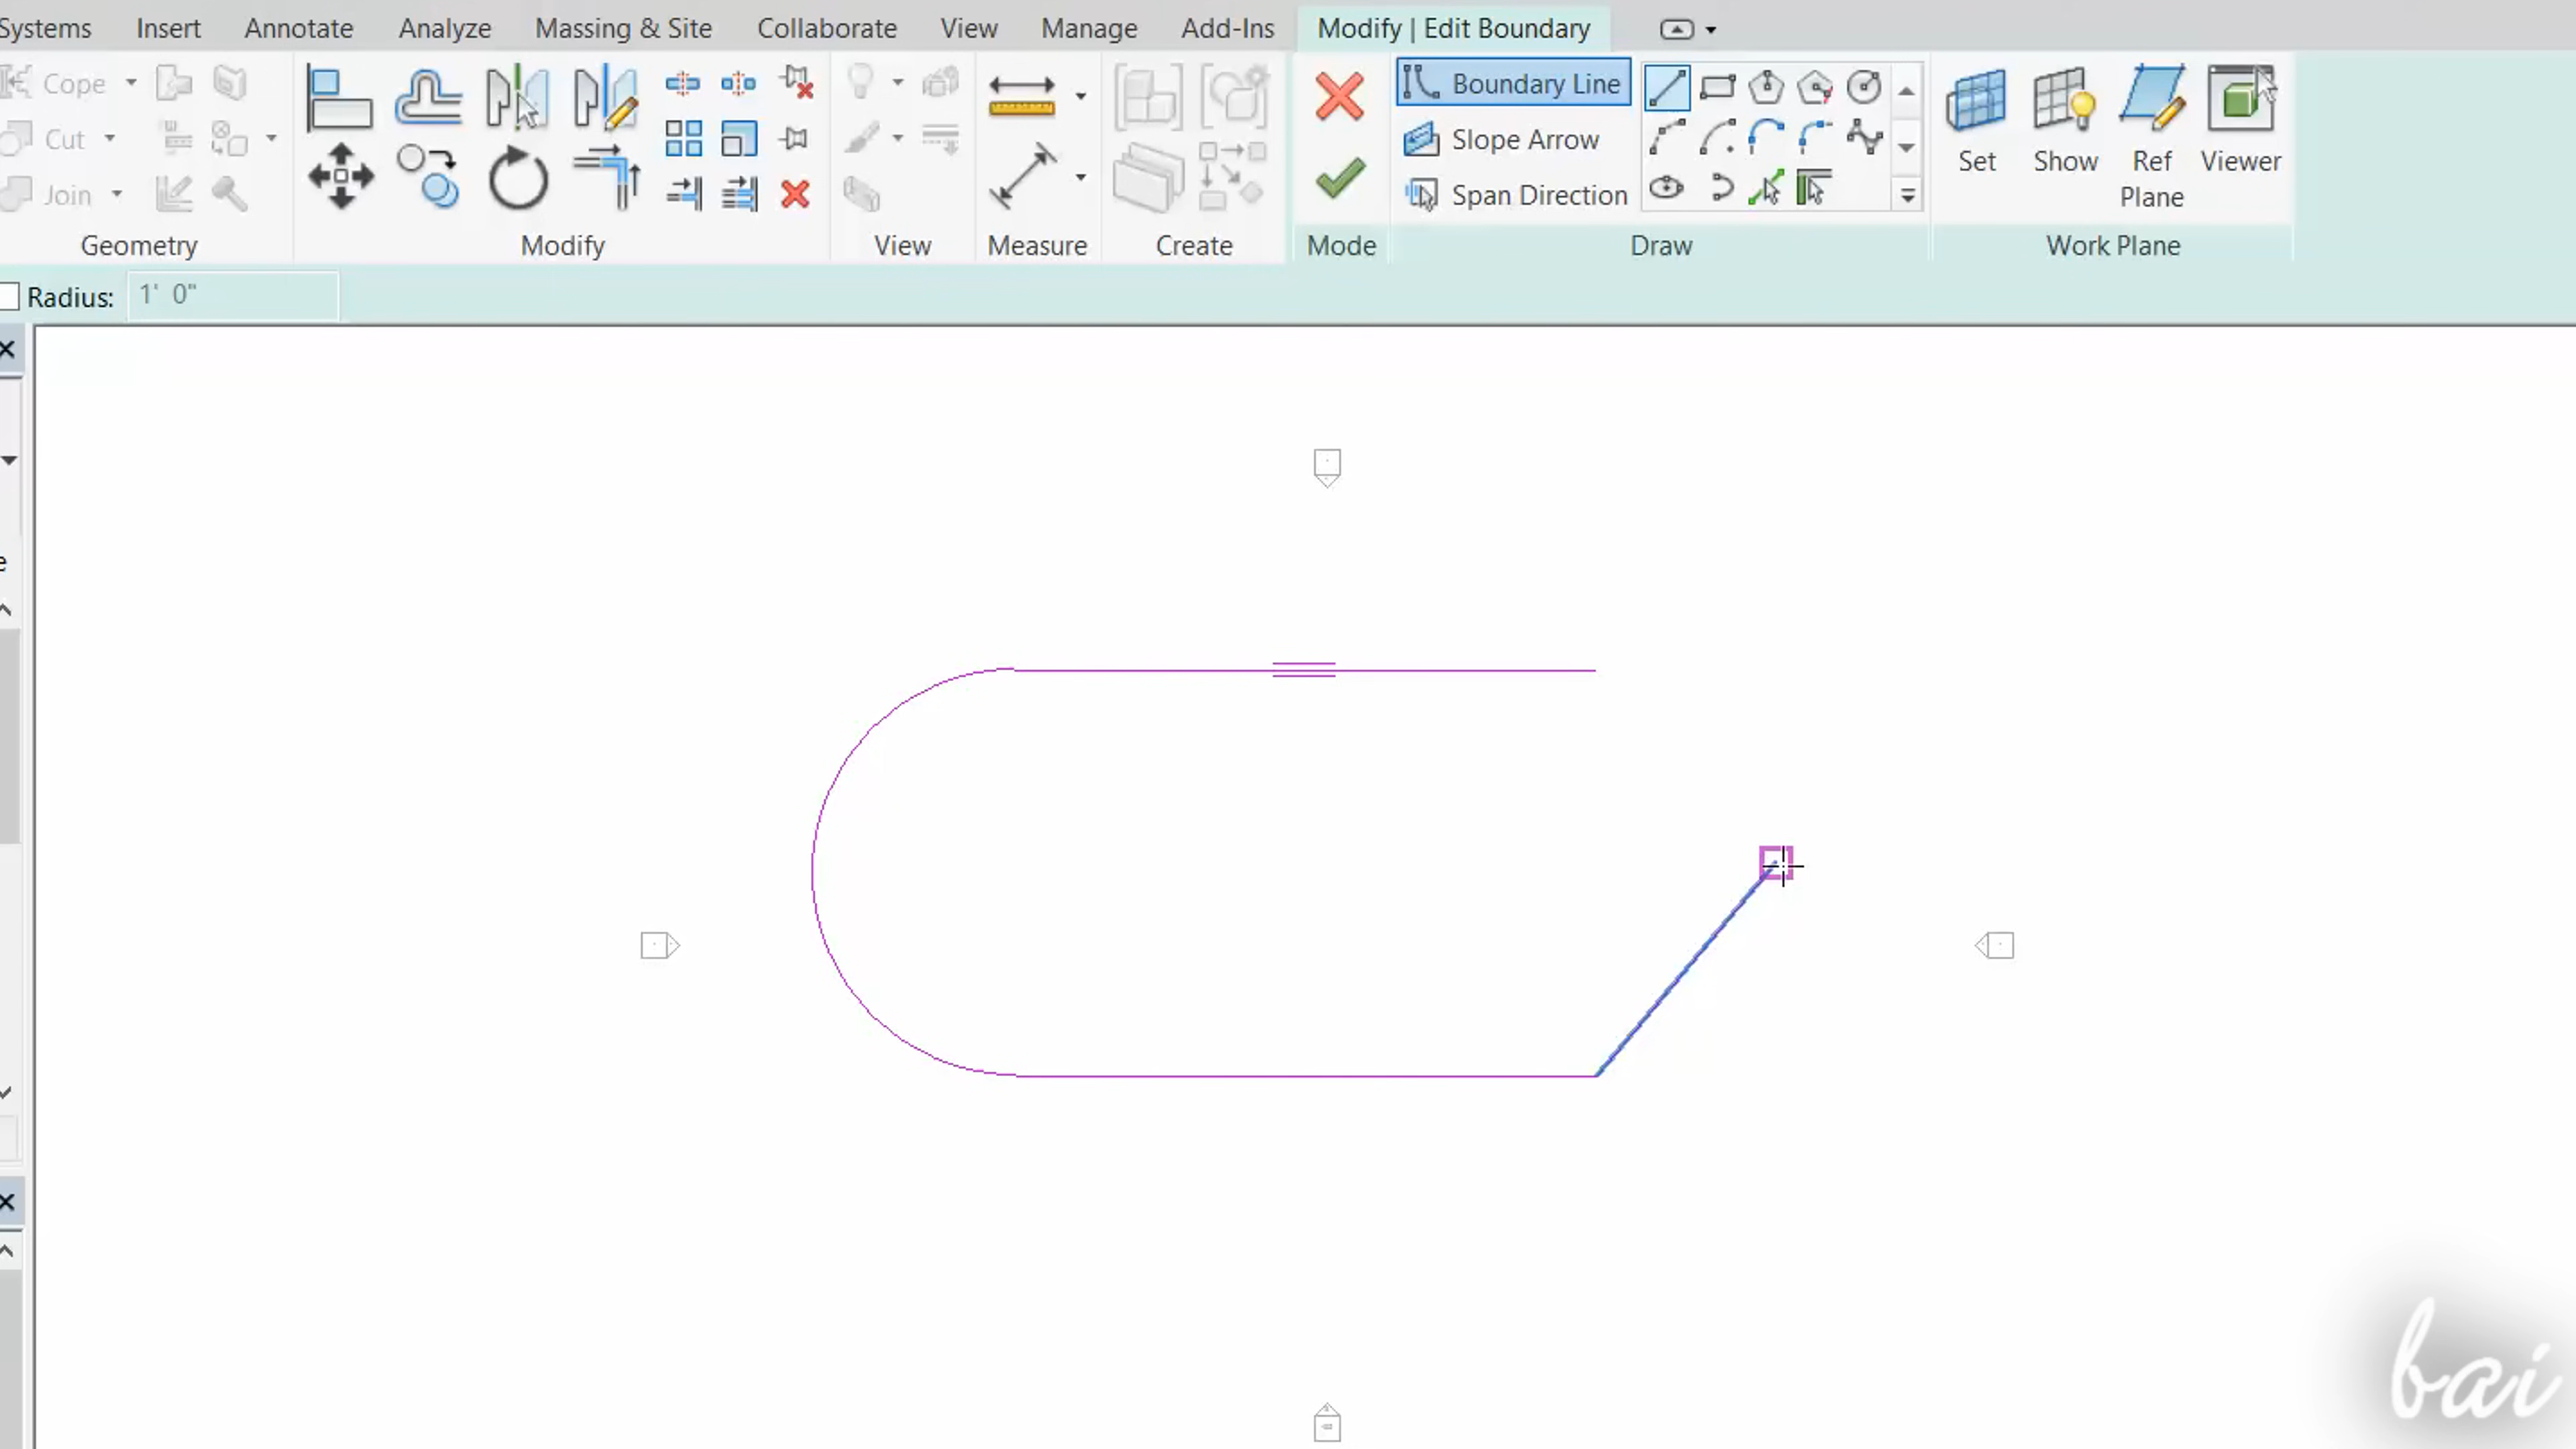 Systems Insert Annotate Analyze Massing & Site Collaborate View Manage Add-Ins Modify | Edit Boundary
Cope
Cut
Join
Geometry
Modify
View
Measure
Create
Mode
Boundary Line
Slope Arrow
Span Direction
Draw
Set
Show
Ref
Plane
Viewer
Work Plane
Radius: 1' 0"
e
bai